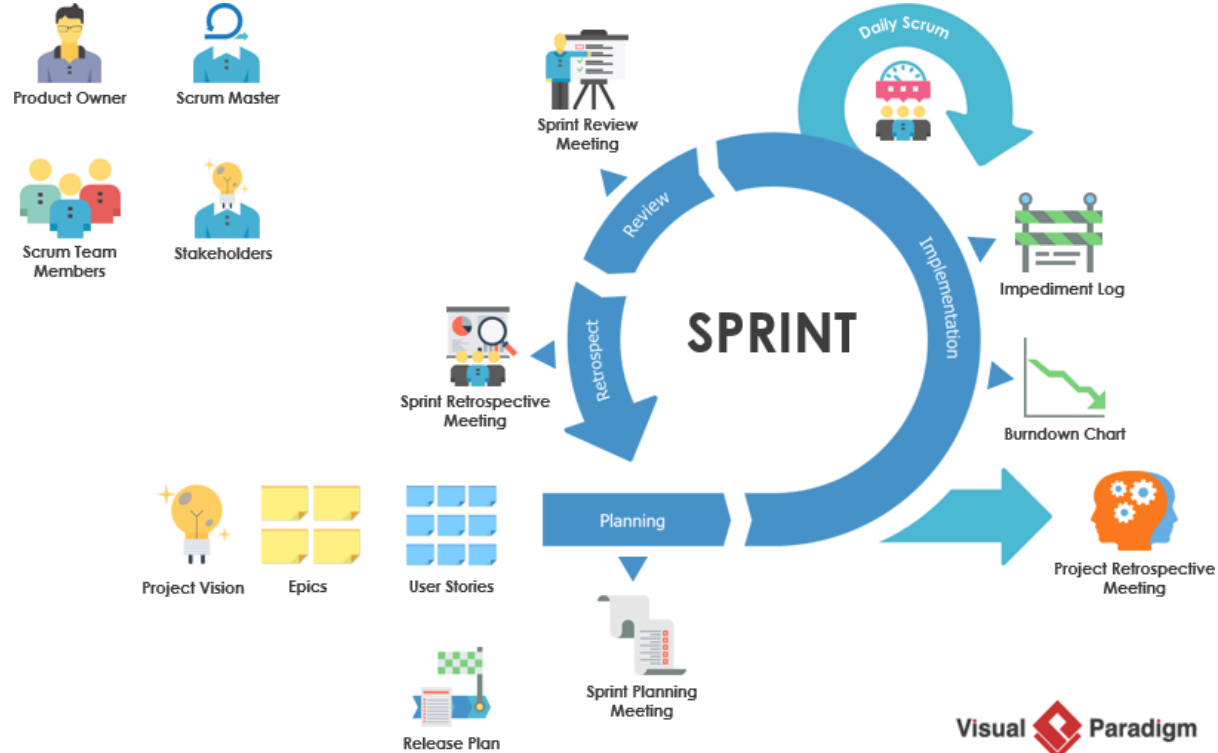 Product Owner
Scrum Master
Scrum Team
Members
Stakeholders
Sprint Review
Meeting
Daily Scrum
Review
Implementation
Impediment Log
SPRINT
Retrospect
Sprint Retrospective
Meeting
Burndown Chart
Planning
Project Vision
Epics
User Stories
Project Retrospective
Meeting
Sprint Planning
Meeting
Release Plan
Visual Paradigm